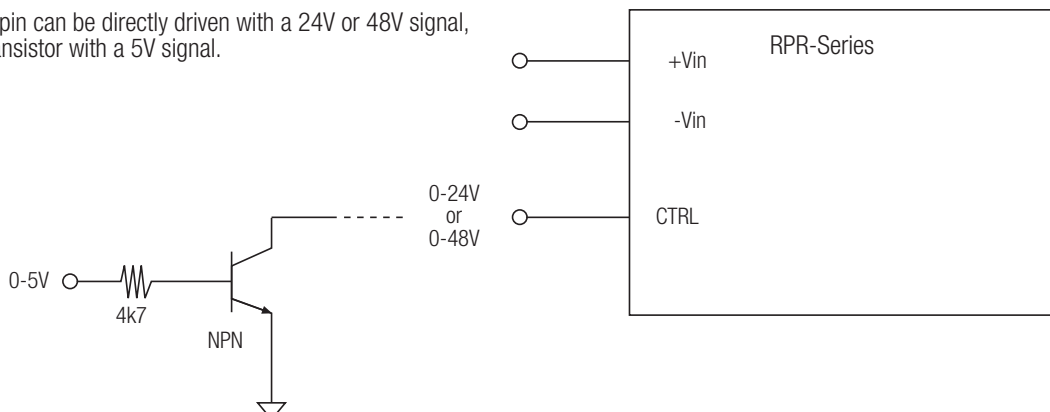 pin can be directly driven with a 24V or 48V signal,
ansistor with a 5V signal.
RPR-Series
+Vin
-Vin
0-24V
or
0-48V
CTRL
0-5V
4k7
NPN